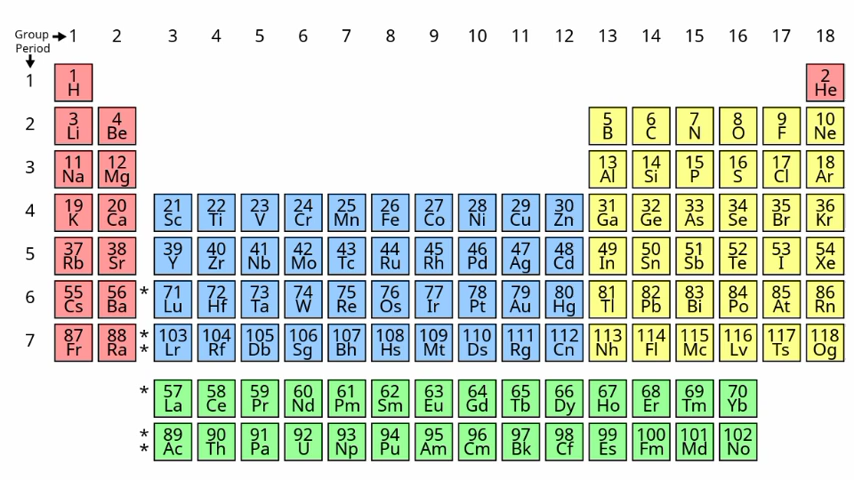 Group → 1 2 3 4 5 6 7 8 9 10 11 12 13 14 15 16 17 18
Period
↓
1 1 2
H He
2 3 4 5 6 7 8 9 10
Li Be B C N O F Ne
3 11 12 13 14 15 16 17 18
Na Mg Al Si P S Cl Ar
4 19 20 21 22 23 24 25 26 27 28 29 30 31 32 33 34 35 36
K Ca Sc Ti V Cr Mn Fe Co Ni Cu Zn Ga Ge As Se Br Kr
5 37 38 39 40 41 42 43 44 45 46 47 48 49 50 51 52 53 54
Rb Sr Y Zr Nb Mo Tc Ru Rh Pd Ag Cd In Sn Sb Te I Xe
6 55 56 * 71 72 73 74 75 76 77 78 79 80 81 82 83 84 85 86
Cs Ba Lu Hf Ta W Re Os Ir Pt Au Hg Tl Pb Bi Po At Rn
7 87 88 * 103 104 105 106 107 108 109 110 111 112 113 114 115 116 117 118
Fr Ra * Lr Rf Db Sg Bh Hs Mt Ds Rg Cn Nh Fl Mc Lv Ts Og
* 57 58 59 60 61 62 63 64 65 66 67 68 69 70
La Ce Pr Nd Pm Sm Eu Gd Tb Dy Ho Er Tm Yb
* 89 90 91 92 93 94 95 96 97 98 99 100 101 102
* Ac Th Pa U Np Pu Am Cm Bk Cf Es Fm Md No